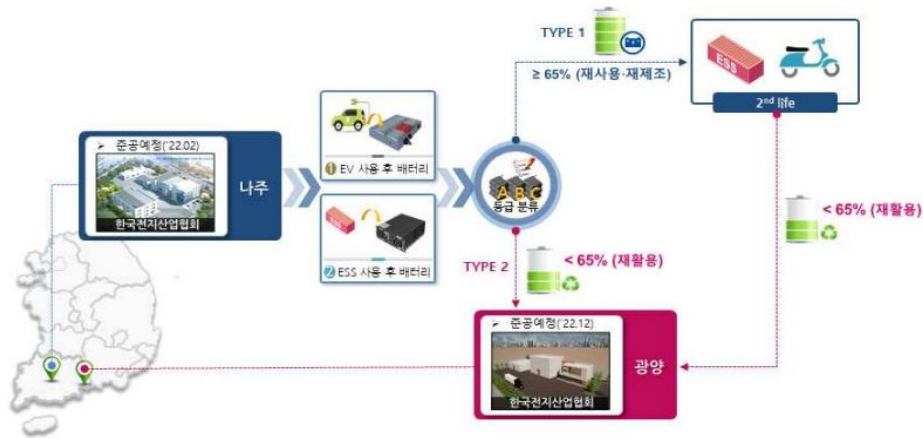 TYPE 1
≥ 65% (재사용·재제조)
ESS
2nd life
준공예정('22.02)
한국전지산업협회
나주
1 EV 사용 후 배터리
ESS
2 ESS 사용 후 배터리
A B C
등급 분류
< 65% (재활용)
TYPE 2
< 65% (재활용)
준공예정('22.12)
한국전지산업협회
광양